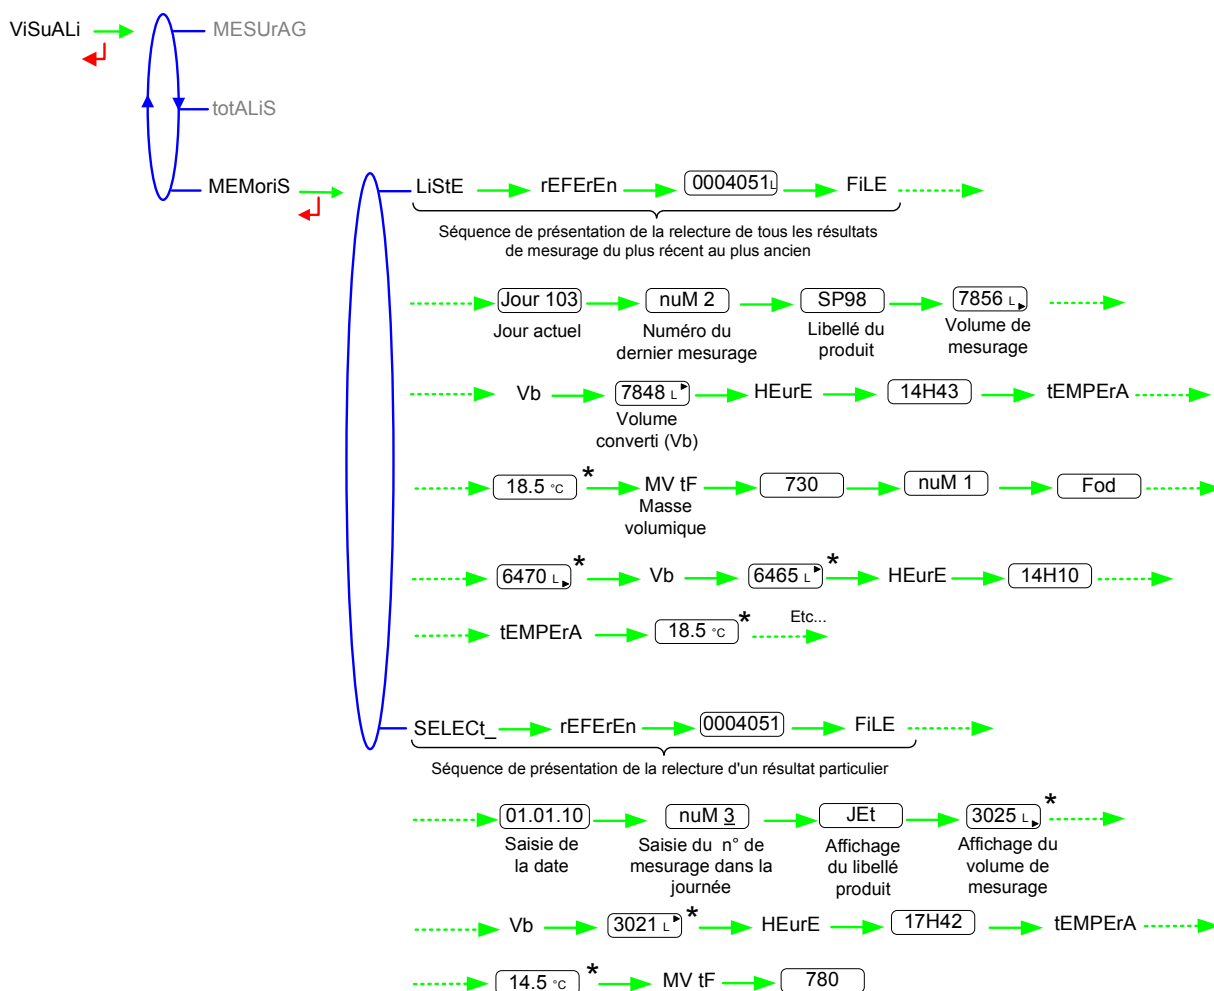 ViSuALi
MESUrAG
totALiS
MEMoriS
LiStE rEFErEn 0004051L FiLE
Séquence de présentation de la relecture de tous les résultats
de mesurage du plus récent au plus ancien
Jour 103 nuM 2 SP98 7856 L
Jour actuel
Numéro du
dernier mesurage
Libellé du
produit
Volume de
mesurage
Vb 7848 L HEurE 14H43 tEMPErA
Volume
converti (Vb)
18.5 °C * MV tF 730 nuM 1 Fod
Masse
volumique
6470 L * Vb 6465 L * HEurE 14H10
tEMPErA 18.5 °C * Etc...
SELECt_ rEFErEn 0004051 FiLE
Séquence de présentation de la relecture d'un résultat particulier
01.01.10 nuM 3 JEt 3025 L *
Saisie de
la date
Saisie du n° de
mesurage dans la
journée
Affichage
du libellé
produit
Affichage du
volume de
mesurage
Vb 3021 L * HEurE 17H42 tEMPErA
14.5 °C * MV tF 780